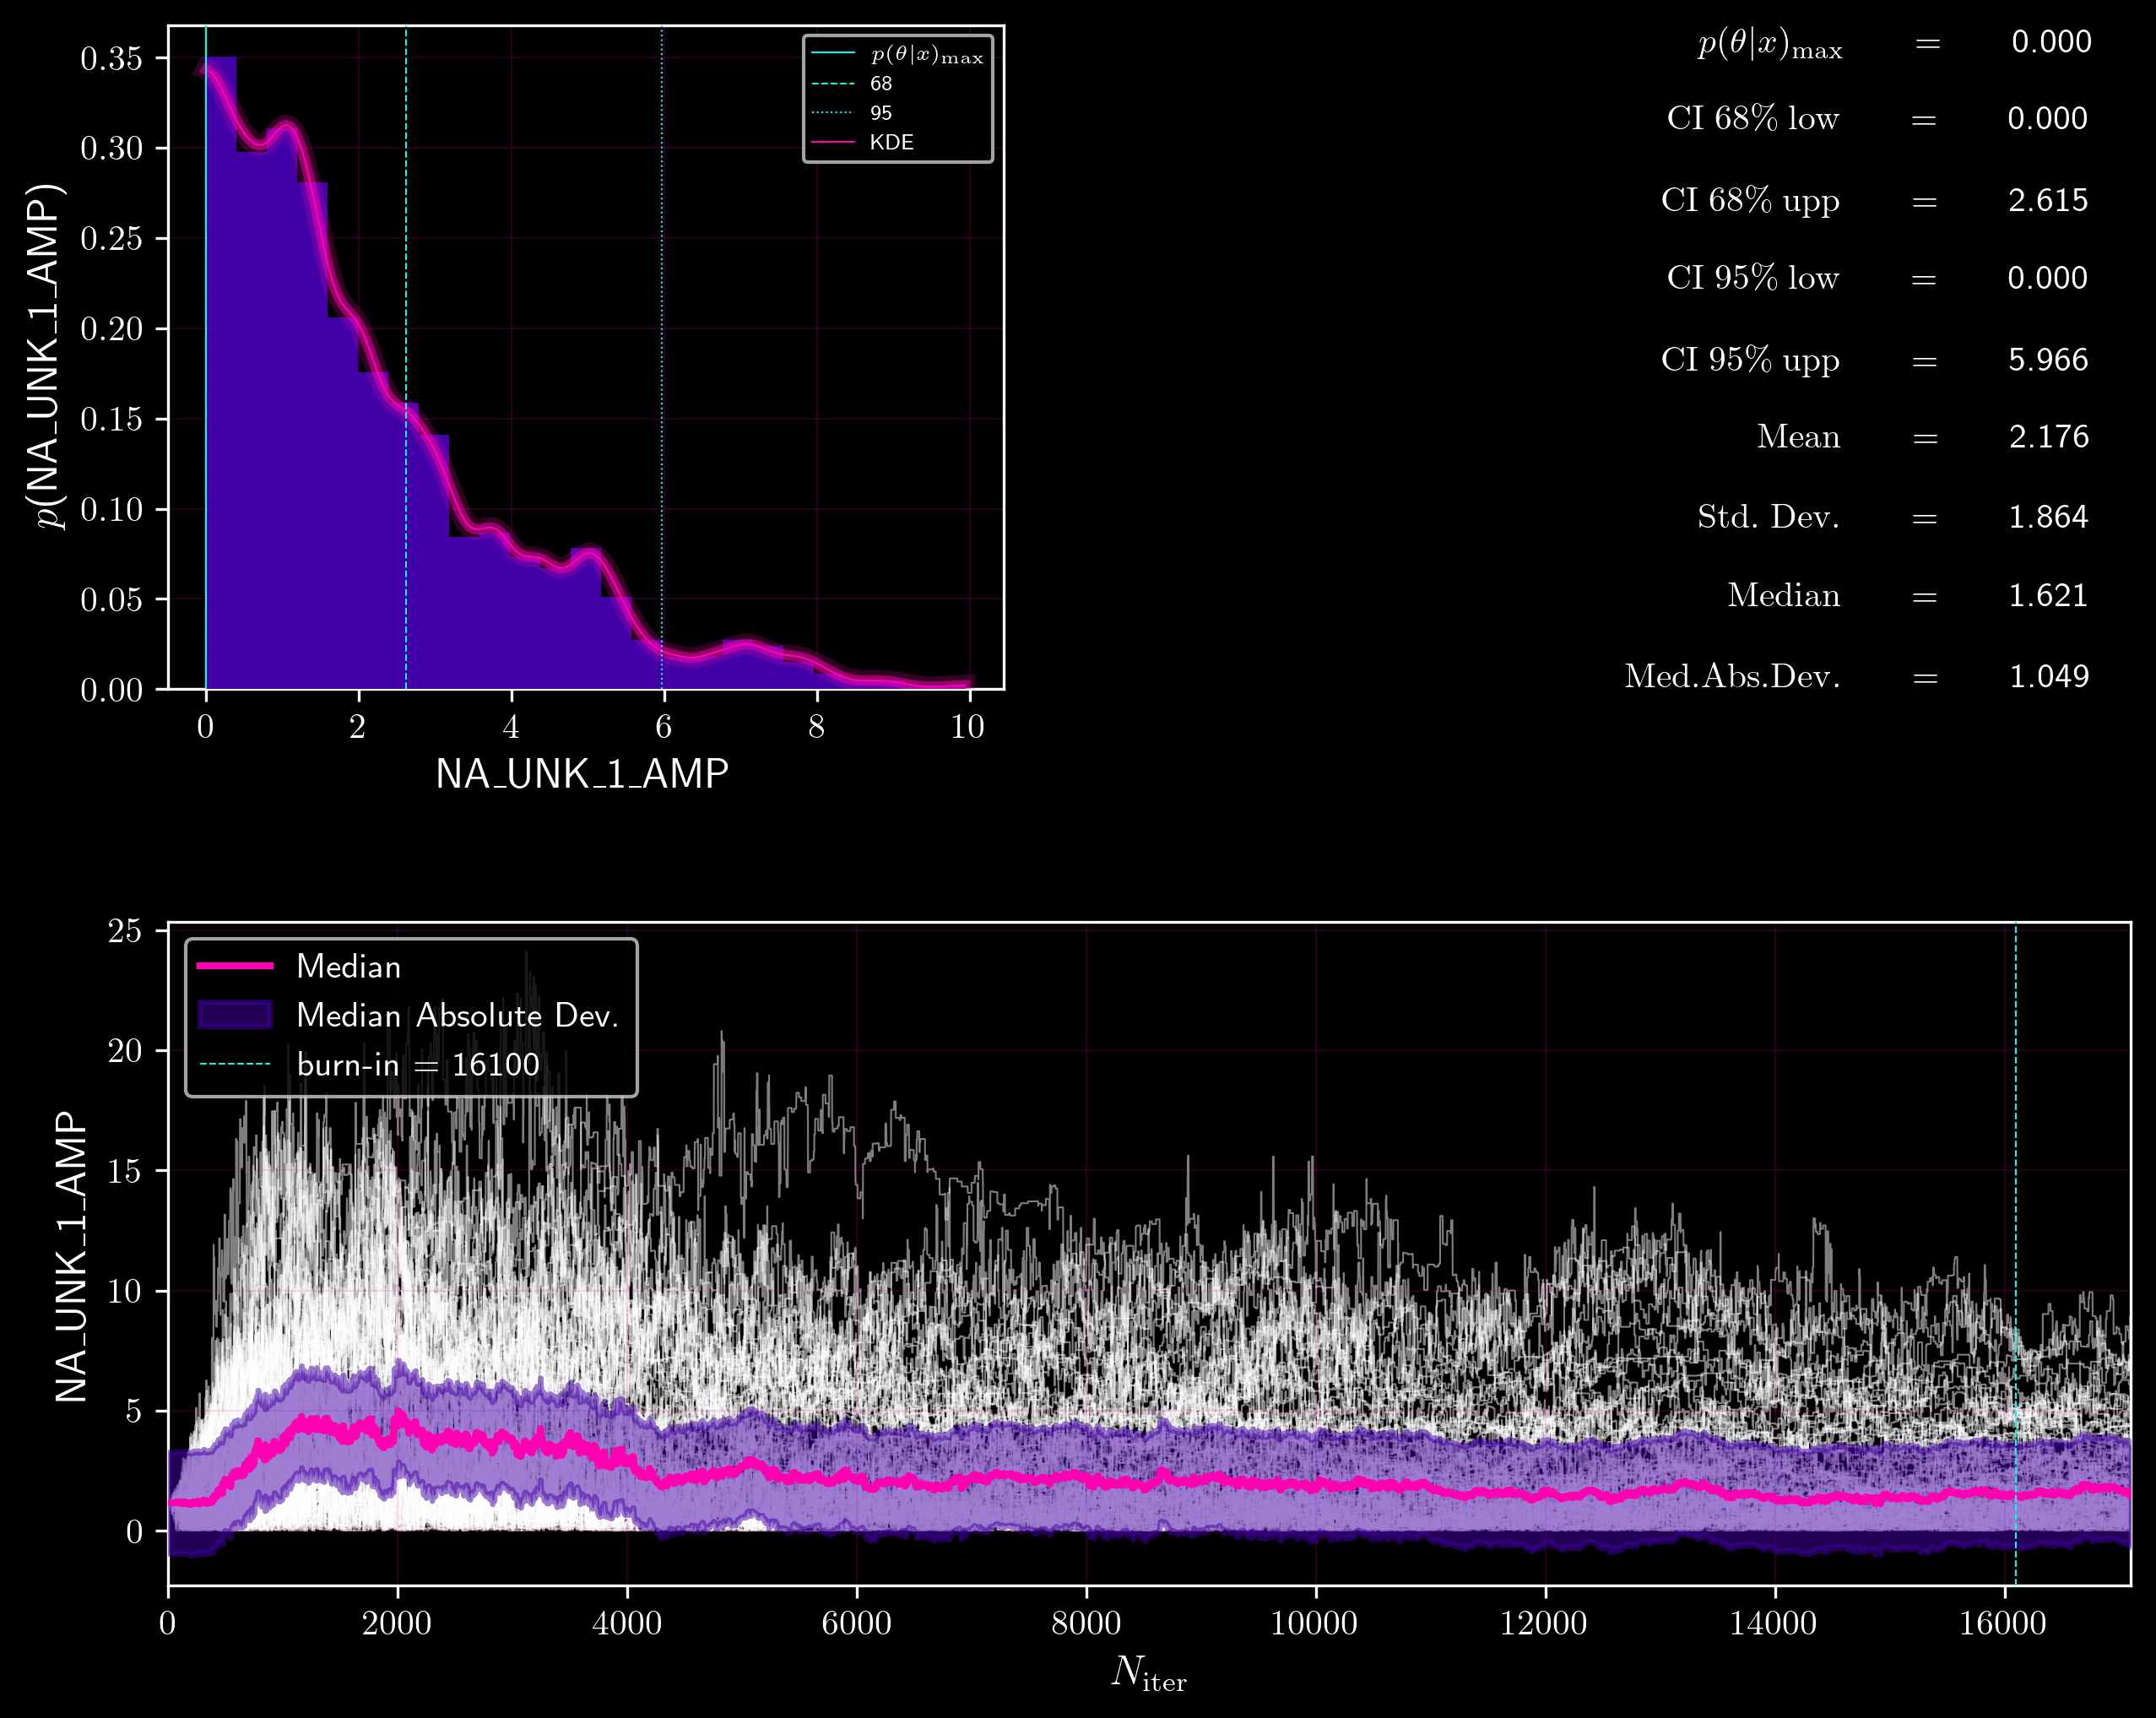 0.35
0.30
0.25
0.20
0.15
0.10
0.05
0.00
p(NA_UNK_1_AMP)
0 2 4 6 8 10
NA_UNK_1_AMP
p(θ|x)max
68
95
KDE
p(θ|x)max = 0.000
CI 68% low = 0.000
CI 68% upp = 2.615
CI 95% low = 0.000
CI 95% upp = 5.966
Mean = 2.176
Std. Dev. = 1.864
Median = 1.621
Med.Abs.Dev. = 1.049
25
20
15
10
5
0
NA_UNK_1_AMP
Median
Median Absolute Dev.
burn-in = 16100
0 2000 4000 6000 8000 10000 12000 14000 16000
Niter